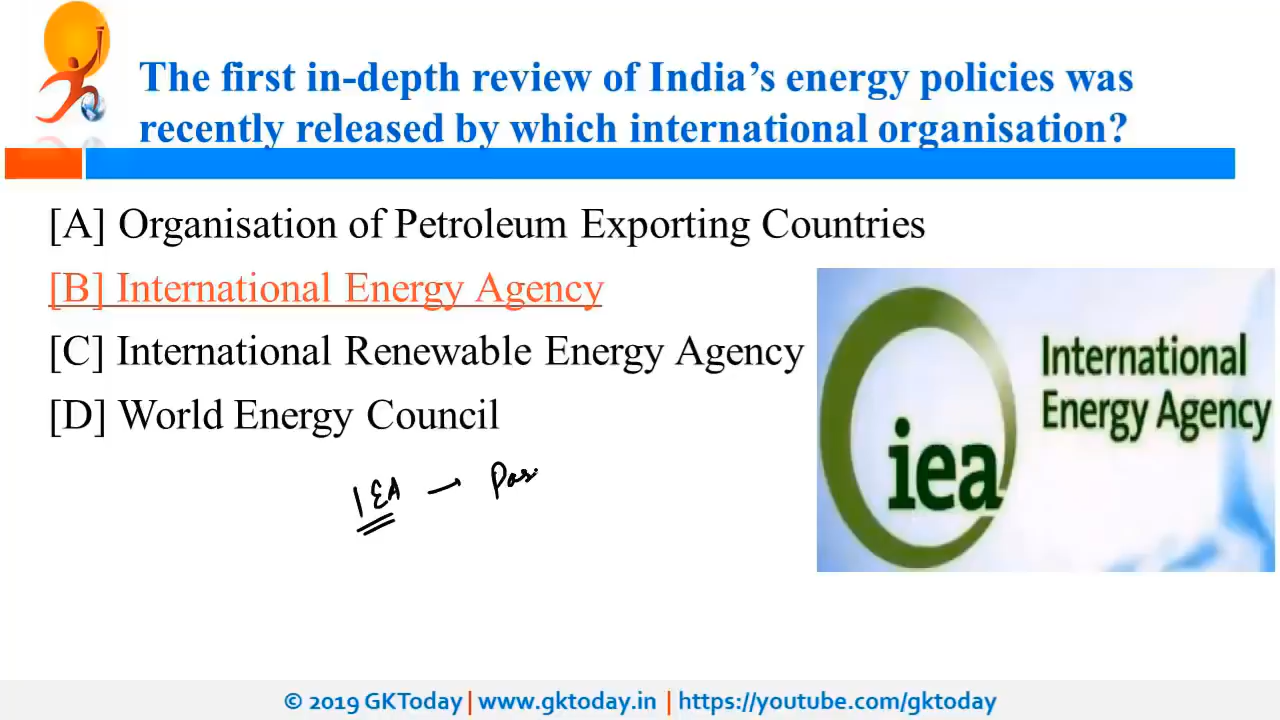 The first in-depth review of India’s energy policies was
recently released by which international organisation?
[A] Organisation of Petroleum Exporting Countries
[B] International Energy Agency
[C] International Renewable Energy Agency
[D] World Energy Council
International
Energy Agency
iea
IEA →
© 2019 GKToday | www.gktoday.in | https://youtube.com/gktoday